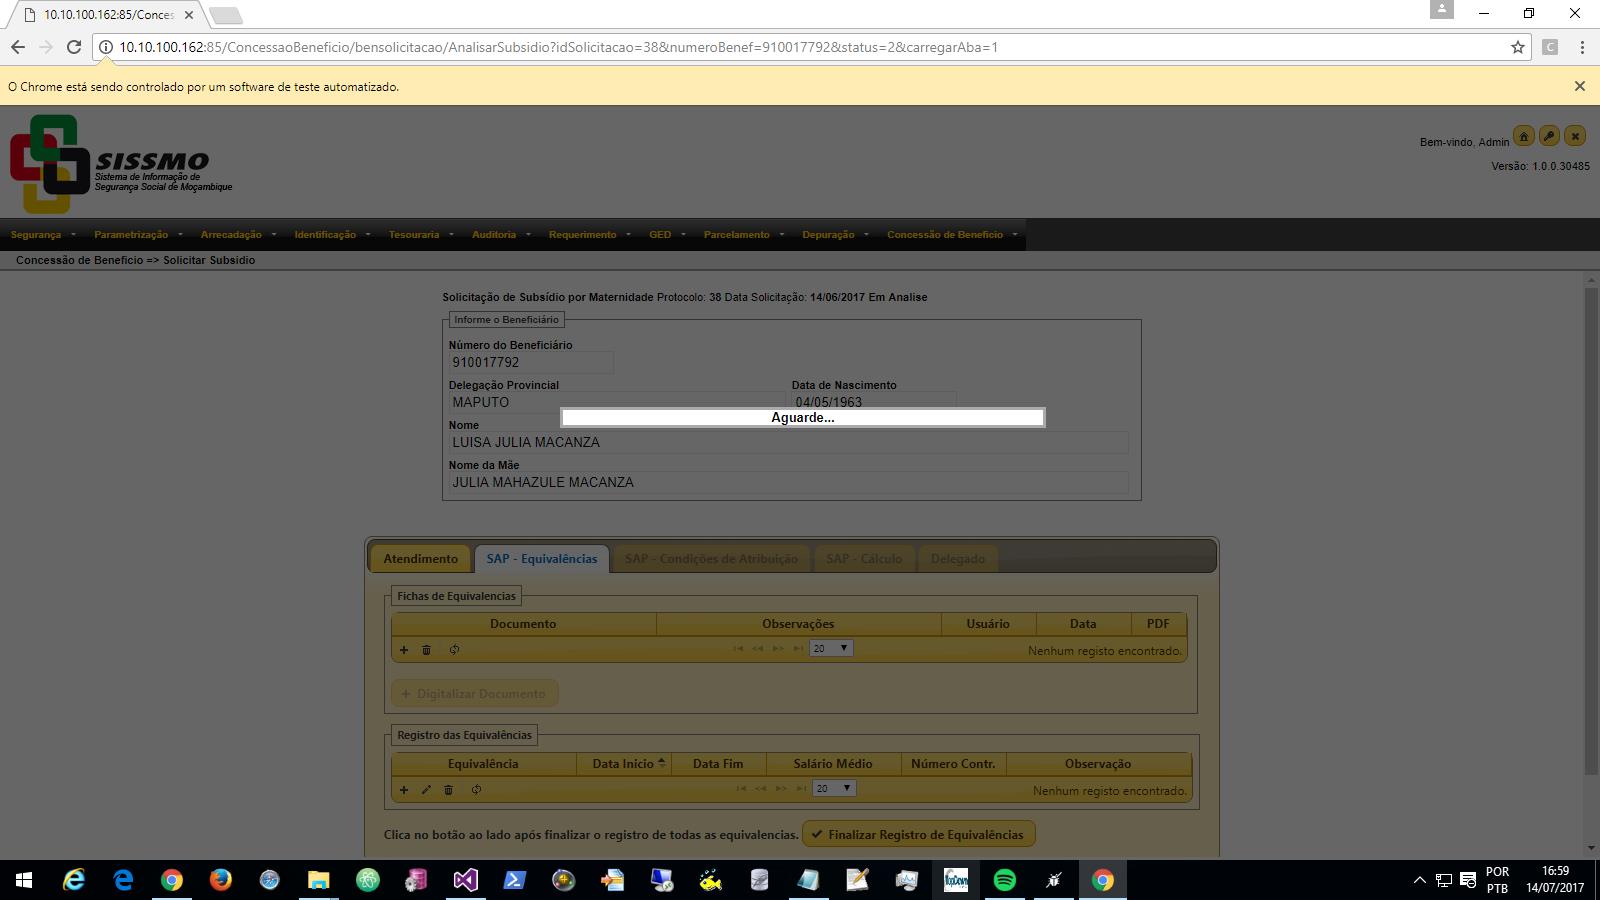 10.10.100.162:85/Conces
10.10.100.162:85/ConcessaoBeneficio/bensolicitacao/AnalisarSubsidio?idSolicitacao=38&numeroBenef=910017792&status=2&carregarAba=1
O Chrome está sendo controlado por um software de teste automatizado.
SISSMO
Sistema de Informação de
Segurança Social de Moçambique
Bem-vindo, Admin
Versão: 1.0.0.30485
Segurança Parametrização Arrecadação Identificação Tesouraria Auditoria Requerimento GED Parcelamento Depuração Concessão de Beneficio
Concessão de Beneficio => Solicitar Subsidio
Solicitação de Subsídio por Maternidade Protocolo: 38 Data Solicitação: 14/06/2017 Em Analise
Informe o Beneficiário
Número do Beneficiário
910017792
Delegação Provincial Data de Nascimento
MAPUTO 04/05/1963
Aguarde...
Nome
LUISA JULIA MACANZA
Nome da Mãe
JULIA MAHAZULE MACANZA
Atendimento SAP - Equivalências SAP - Condições de Atribuição SAP - Cálculo Delegado
Fichas de Equivalencias
Documento Observações Usuário Data PDF
20 Nenhum registo encontrado.
+ Digitalizar Documento
Registro das Equivalências
Equivalência Data Inicio Data Fim Salário Médio Número Contr. Observação
20 Nenhum registo encontrado.
Clica no botão ao lado após finalizar o registro de todas as equivalencias. Finalizar Registro de Equivalências
POR 16:59
PTB 14/07/2017